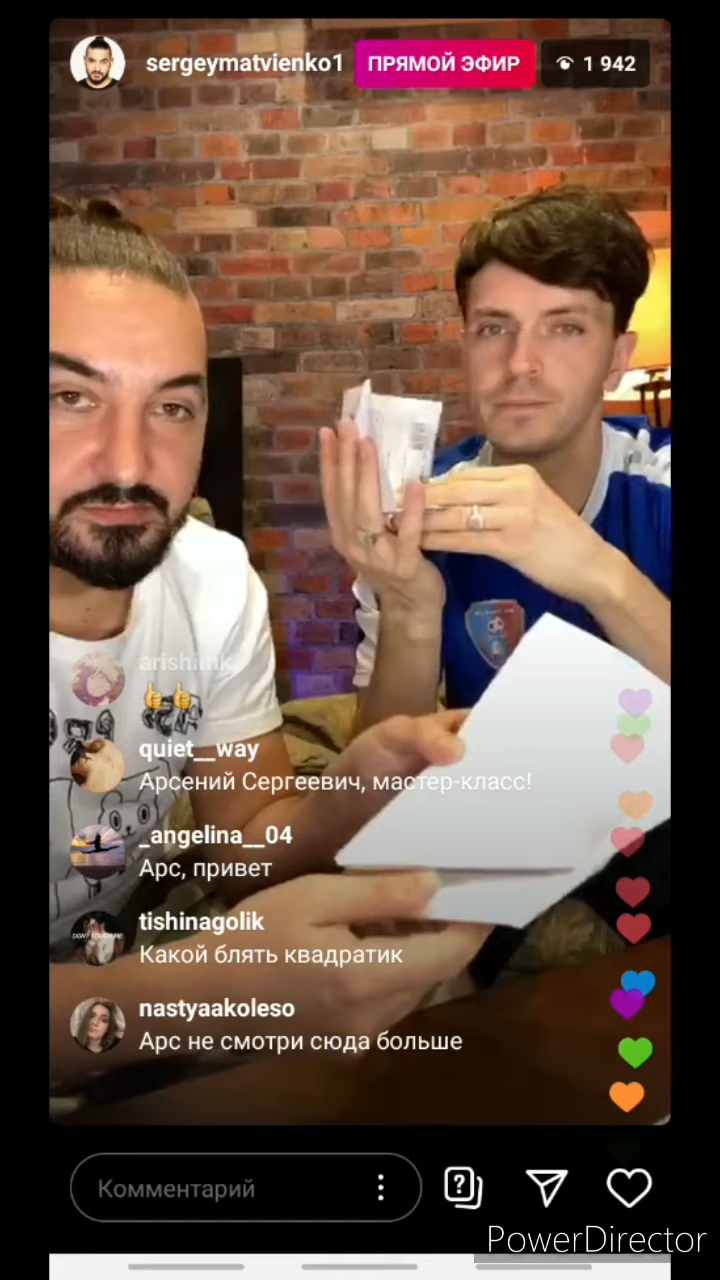 sergeymatvienko1 ПРЯМОЙ ЭФИР 1 942
arishink
👍👍
quiet__way
Арсений Сергеевич, мастер-класс!
_angelina__04
Арс, привет
tishinagolik
Какой блять квадратик
nastyaakoleso
Арс не смотри сюда больше
Комментарий
PowerDirector